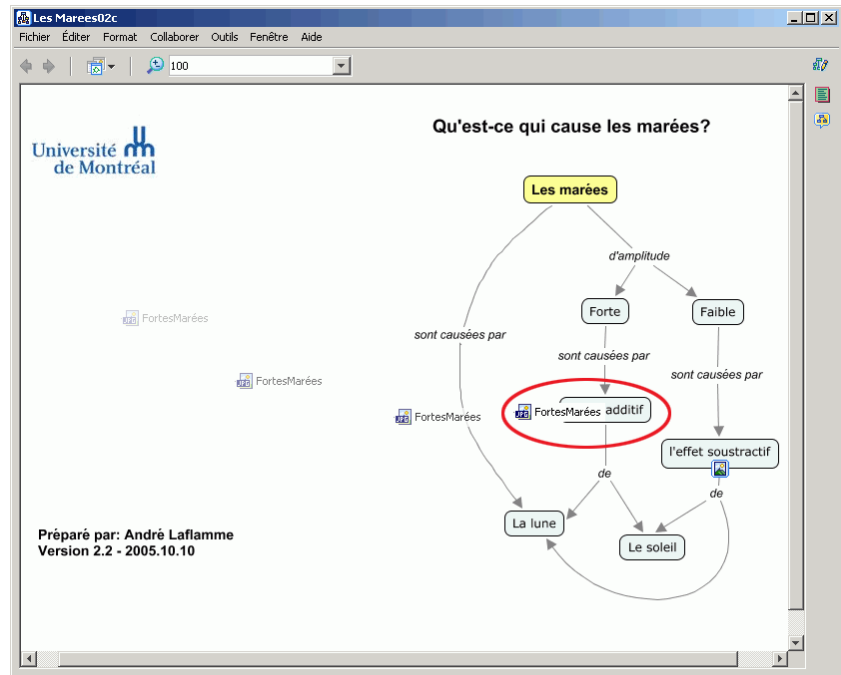 Les Marees02c
Fichier Éditer Format Collaborer Outils Fenêtre Aide
100
Qu'est-ce qui cause les marées?
Université
de Montréal
Les marées
d'amplitude
FortesMarées
Forte
Faible
sont causées par
sont causées par
sont causées par
FortesMarées
FortesMarées
FortesMarées additif
l'effet soustractif
de
de
La lune
Le soleil
Préparé par: André Laflamme
Version 2.2 - 2005.10.10